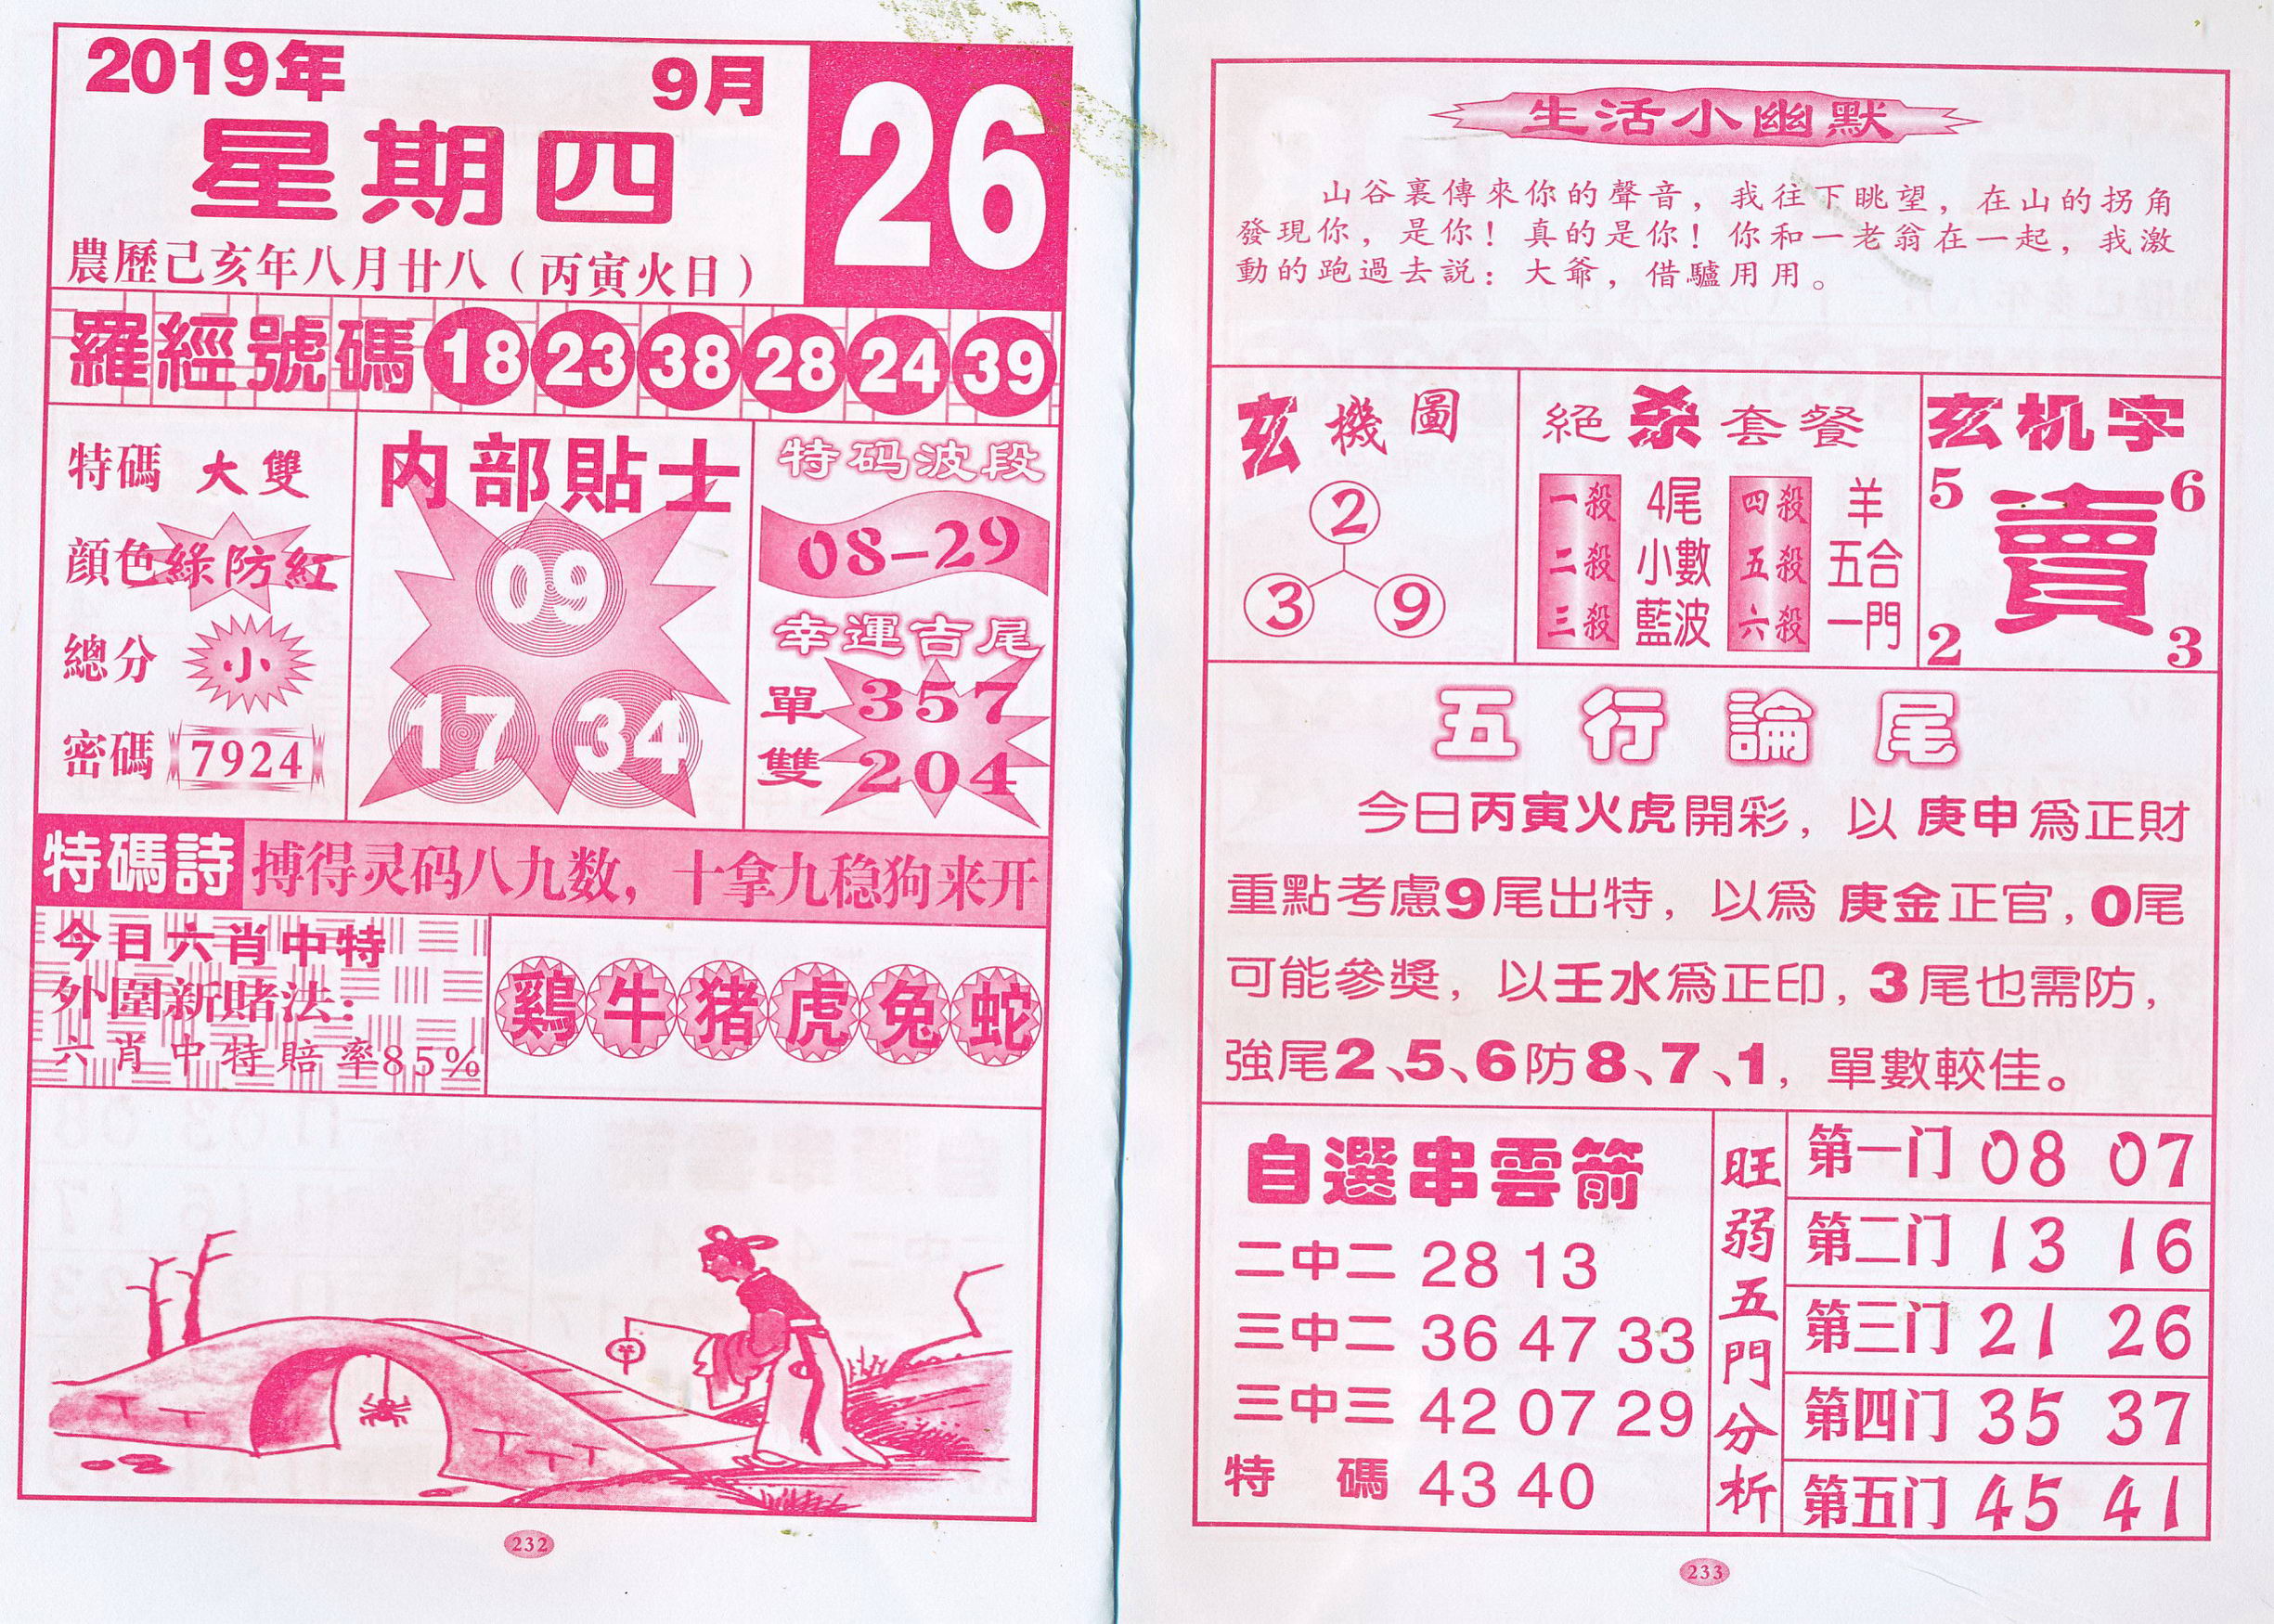 2019年 9月 26
星期四
農歷己亥年八月廿八（丙寅火日）
羅經號碼 18 23 38 28 24 39
特碼 大雙
顏色 綠防紅
總分 小
密碼 7924
内部貼士
09
17 34
特码波段
08-29
幸運吉尾
單 357
雙 204
特碼詩 搏得灵码八九数，十拿九稳狗来开
今日六肖中特
外圍新賭法：
六肖中特賠率85%
鷄 牛 猪 虎 兔 蛇
232
生活小幽默
山谷裏傳來你的聲音，我往下眺望，在山的拐角
發現你，是你！真的是你！你和一老翁在一起，我激
動的跑過去説：大爺，借驢用用。
玄機圖
2
3 9
絕杀套餐
一殺 4尾 四殺 羊
二殺 小數 五殺 五合
三殺 藍波 六殺 一門
玄机字
5 6
賣
2 3
五行論尾
今日丙寅火虎開彩，以庚申爲正財
重點考慮9尾出特，以爲庚金正官，0尾
可能參獎，以壬水爲正印，3尾也需防，
強尾2、5、6防8、7、1，單數較佳。
自選串雲箭
二中二 28 13
三中二 36 47 33
三中三 42 07 29
特碼 43 40
旺弱五門分析
第一门 08 07
第二门 13 16
第三门 21 26
第四门 35 37
第五门 45 41
233